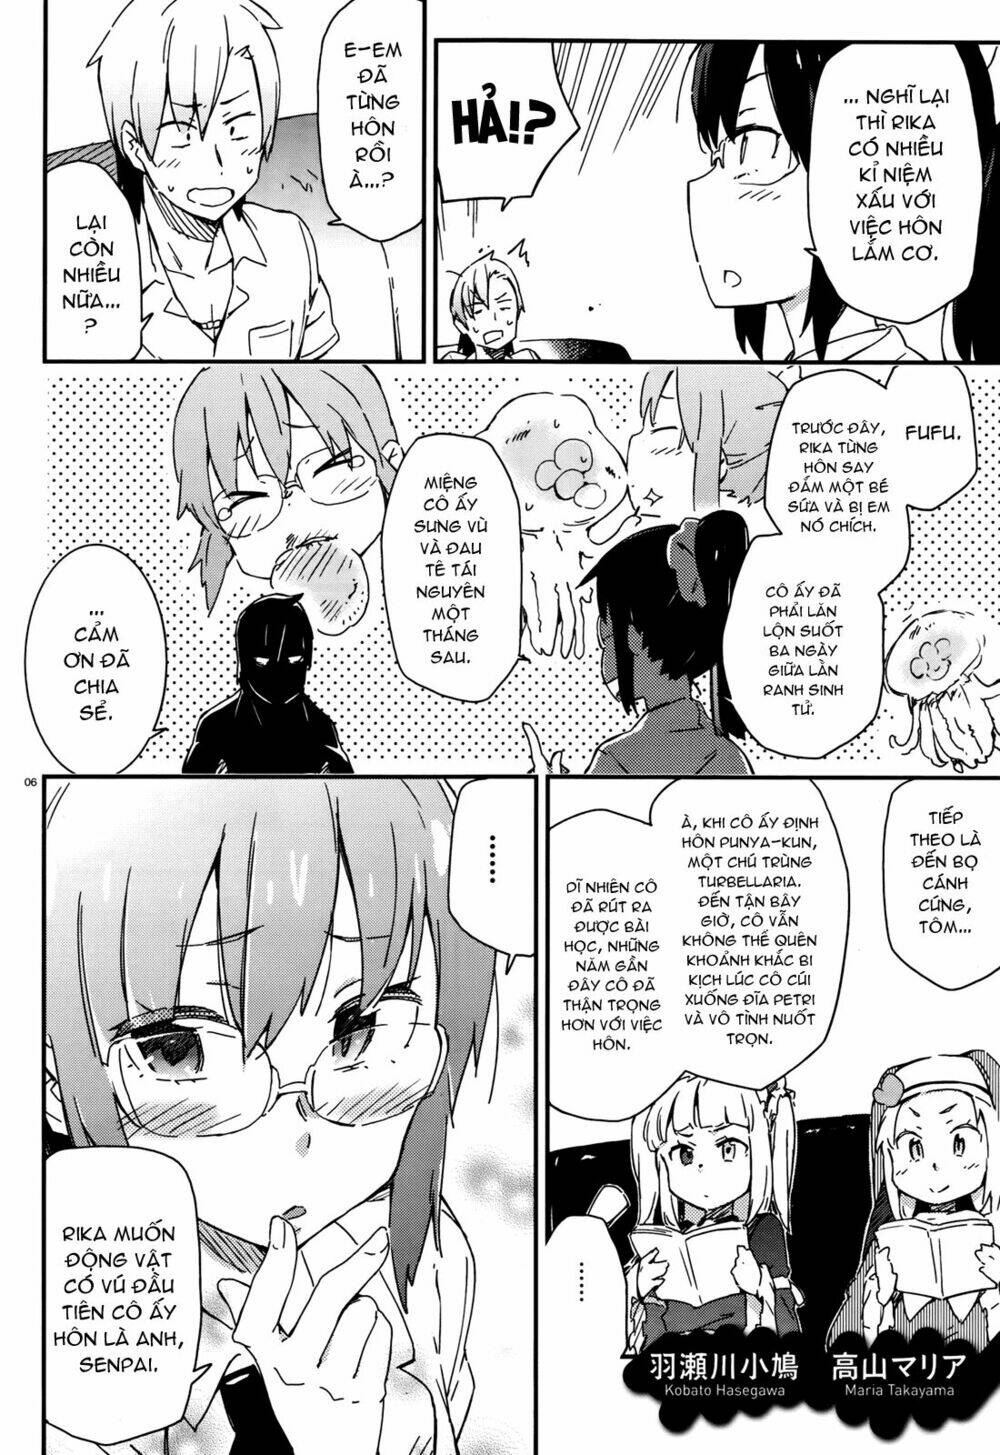 ... NGHĨ LẠI
THÌ RIKA
CÓ NHIỀU
KỈ NIỆM
XẤU VỚI
VIỆC HÔN
LẮM CƠ.
HẢ!?
E-EM
ĐÃ
TỪNG
HÔN
RỒI
À...?
LẠI
CÒN
NHIỀU
NỮA...
?
FUFU.
TRƯỚC ĐÂY,
RIKA TỪNG
HÔN SAY
ĐẮM MỘT BÉ
SỨA VÀ BỊ EM
NÓ CHÍCH.
CÔ ẤY ĐÃ
PHẢI LĂN
LỘN SUỐT
BA NGÀY
GIỮA LẰN
RANH SINH
TỬ.
MIỆNG
CÔ ẤY
SƯNG VÙ
VÀ ĐAU
TÊ TÁI
NGUYÊN
MỘT
THÁNG
SAU.
...
CẢM
ƠN ĐÃ
CHIA
SẺ.
06
TIẾP
THEO LÀ
ĐẾN BỌ
CÁNH
CỨNG,
TÔM...
À, KHI CÔ ẤY ĐỊNH
HÔN PUNYA-KUN,
MỘT CHÚ TRÙNG
TURBELLARIA.
ĐẾN TẬN BÂY
GIỜ, CÔ VẪN
KHÔNG THỂ QUÊN
KHOẢNH KHẮC BI
KỊCH LÚC CÔ CÚI
XUỐNG ĐĨA PETRI
VÀ VÔ TÌNH NUỐT
TRỌN.
DĨ NHIÊN CÔ
ĐÃ RÚT RA
ĐƯỢC BÀI
HỌC, NHỮNG
NĂM GẦN
ĐÂY CÔ ĐÃ
THẬN TRỌNG
HƠN VỚI VIỆC
HÔN.
......
羽瀬川小鳩 高山マリア
Kobato Hasegawa Maria Takayama
......
RIKA MUỐN
ĐỘNG VẬT
CÓ VÚ ĐẦU
TIÊN CÔ ẤY
HÔN LÀ ANH,
SENPAI.